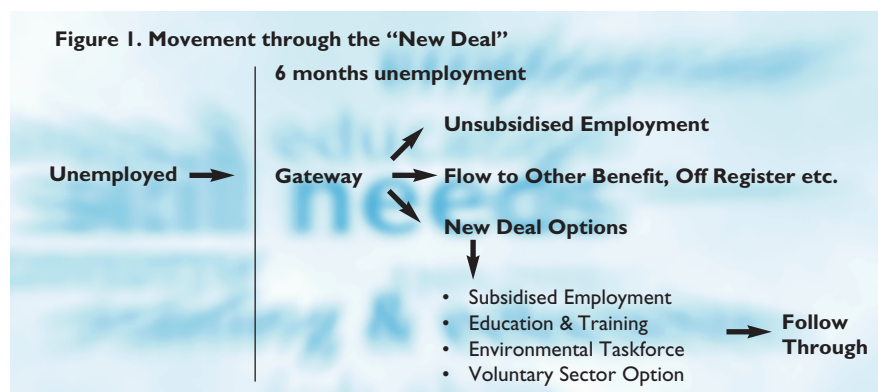 Figure 1. Movement through the “New Deal”
6 months unemployment
Unsubsidised Employment
Unemployed
Gateway
Flow to Other Benefit, Off Register etc.
New Deal Options
• Subsidised Employment
• Education & Training
• Environmental Taskforce
• Voluntary Sector Option
Follow
Through
needs
&